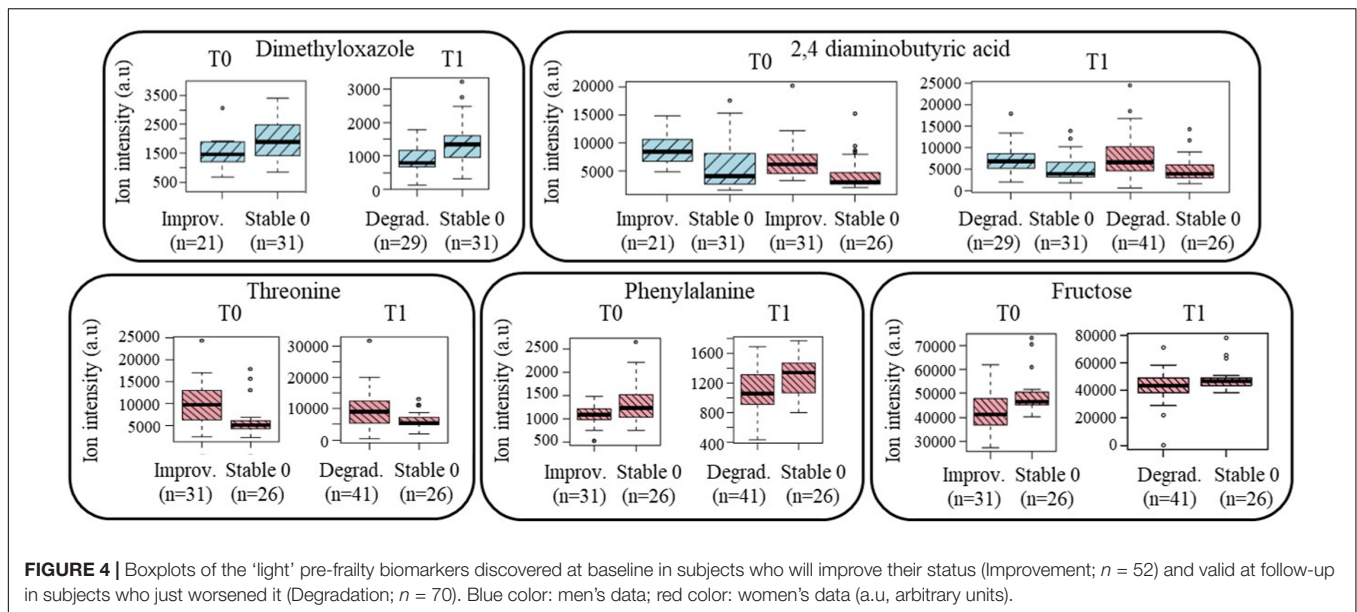 Dimethyloxazole
T0
T1
Ion intensity (a.u)
3500
2500
1500
500
3000
2000
1000
0
Improv. Stable 0
(n=21) (n=31)
Degrad. Stable 0
(n=29) (n=31)
2,4 diaminobutyric acid
T0
T1
Ion intensity (a.u)
20000
15000
10000
5000
25000
20000
15000
10000
5000
0
Improv. Stable 0 Improv. Stable 0
(n=21) (n=31) (n=31) (n=26)
Degrad. Stable 0 Degrad. Stable 0
(n=29) (n=31) (n=41) (n=26)
Threonine
T0
T1
Ion intensity (a.u)
25000
20000
15000
10000
5000
30000
20000
10000
0
Improv. Stable 0
(n=31) (n=26)
Degrad. Stable 0
(n=41) (n=26)
Phenylalanine
T0
T1
Ion intensity (a.u)
2500
2000
1500
1000
500
1600
1200
800
400
Improv. Stable 0
(n=31) (n=26)
Degrad. Stable 0
(n=41) (n=26)
Fructose
T0
T1
Ion intensity (a.u)
70000
60000
50000
40000
30000
80000
60000
40000
20000
0
Improv. Stable 0
(n=31) (n=26)
Degrad. Stable 0
(n=41) (n=26)
FIGURE 4 | Boxplots of the ‘light’ pre-frailty biomarkers discovered at baseline in subjects who will improve their status (Improvement; n = 52) and valid at follow-up
in subjects who just worsened it (Degradation; n = 70). Blue color: men’s data; red color: women’s data (a.u, arbitrary units).